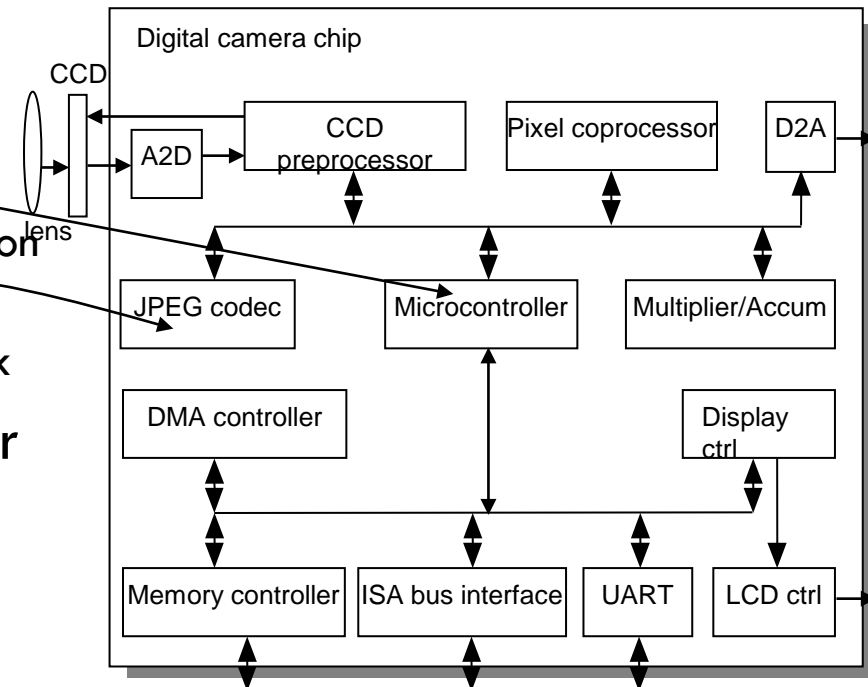 Digital camera chip
CCD
CCD
preprocessor
Pixel coprocessor
D2A
A2D
lens
on
JPEG codec
Microcontroller
Multiplier/Accum
k
r
DMA controller
Display
ctrl
Memory controller
ISA bus interface
UART
LCD ctrl